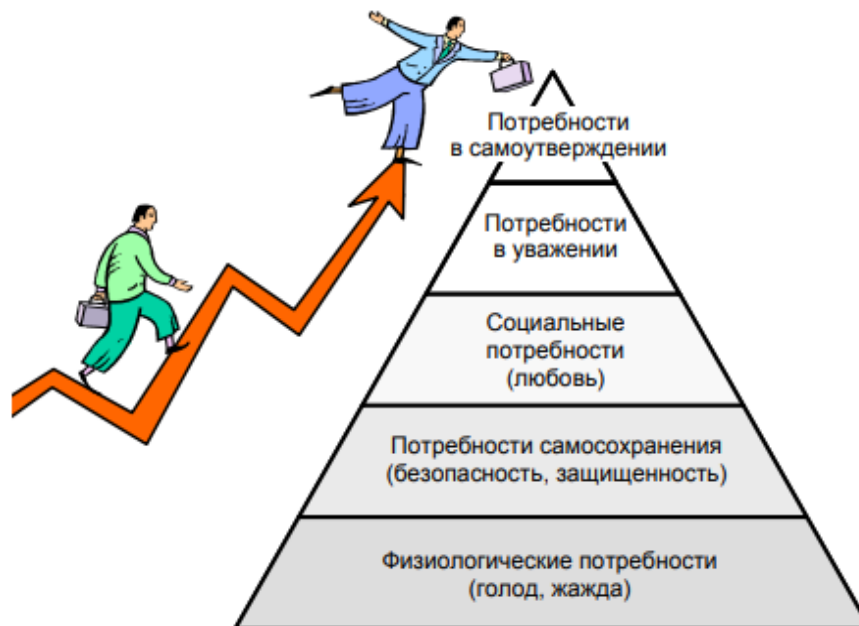 Потребности
в самоутверждении
Потребности
в уважении
Социальные
потребности
(любовь)
Потребности самосохранения
(безопасность, защищенность)
Физиологические потребности
(голод, жажда)